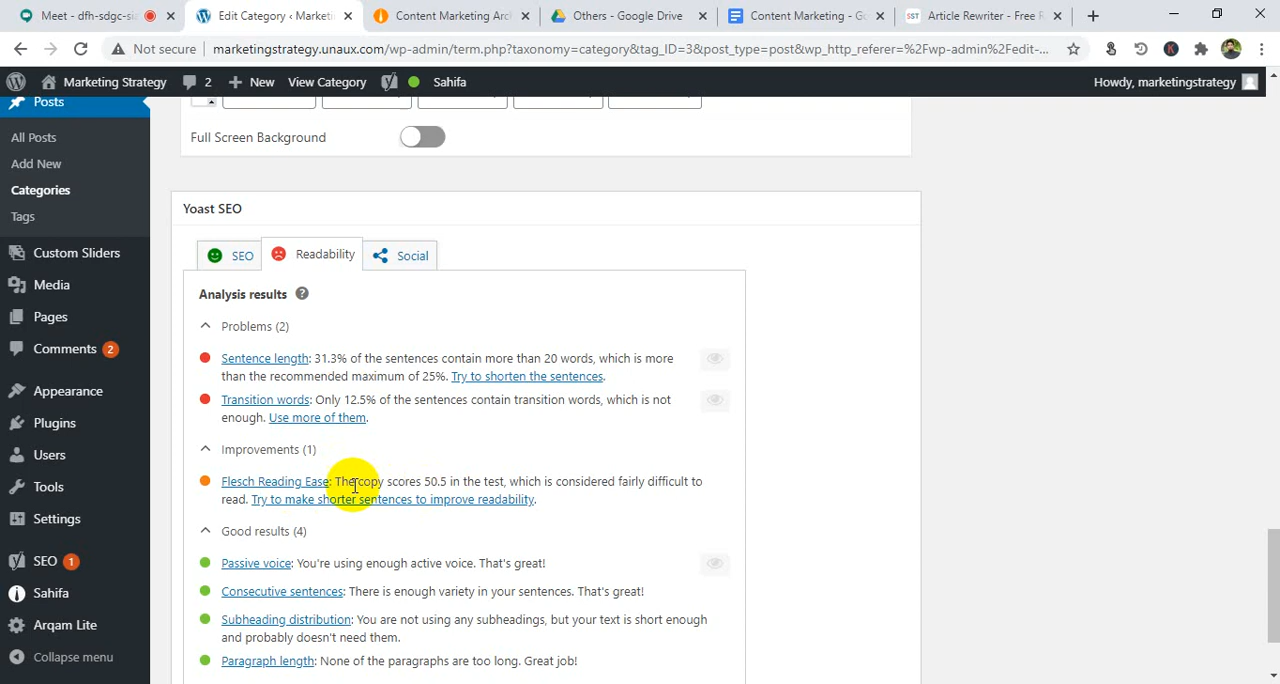 Meet - dfh-sdgc-si
Edit Category ‹ Marketi
Content Marketing Arc
Others - Google Drive
Content Marketing - G
SST Article Rewriter - Free R
Not secure
marketingstrategy.unaux.com/wp-admin/term.php?taxonomy=category&tag_ID=3&post_type=post&wp_http_referer=%2Fwp-admin%2Fedit-...
K
Marketing Strategy
2
New
View Category
Sahifa
Howdy, marketingstrategy
Posts
All Posts
Add New
Categories
Tags
Custom Sliders
Media
Pages
Comments 2
Appearance
Plugins
Users
Tools
Settings
SEO 1
Sahifa
Arqam Lite
Collapse menu
Full Screen Background
Yoast SEO
SEO
Readability
Social
Analysis results
Problems (2)
Sentence length: 31.3% of the sentences contain more than 20 words, which is more
than the recommended maximum of 25%. Try to shorten the sentences.
Transition words: Only 12.5% of the sentences contain transition words, which is not
enough. Use more of them.
Improvements (1)
Flesch Reading Ease: The copy scores 50.5 in the test, which is considered fairly difficult to
read. Try to make shorter sentences to improve readability.
Good results (4)
Passive voice: You're using enough active voice. That's great!
Consecutive sentences: There is enough variety in your sentences. That's great!
Subheading distribution: You are not using any subheadings, but your text is short enough
and probably doesn't need them.
Paragraph length: None of the paragraphs are too long. Great job!